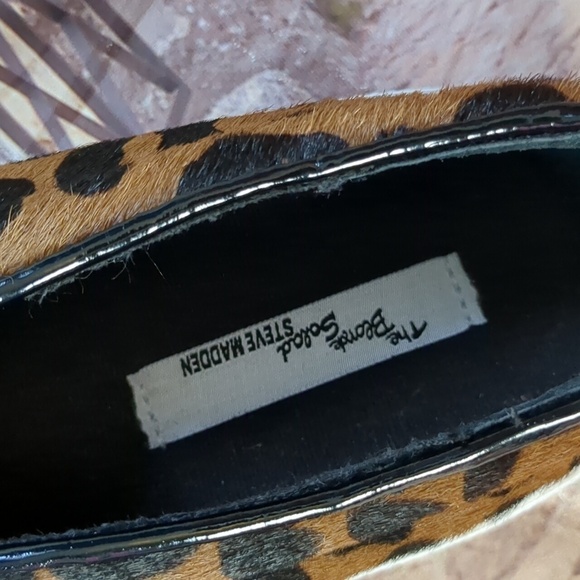 The
Blonde
Salad
STEVE MADDEN